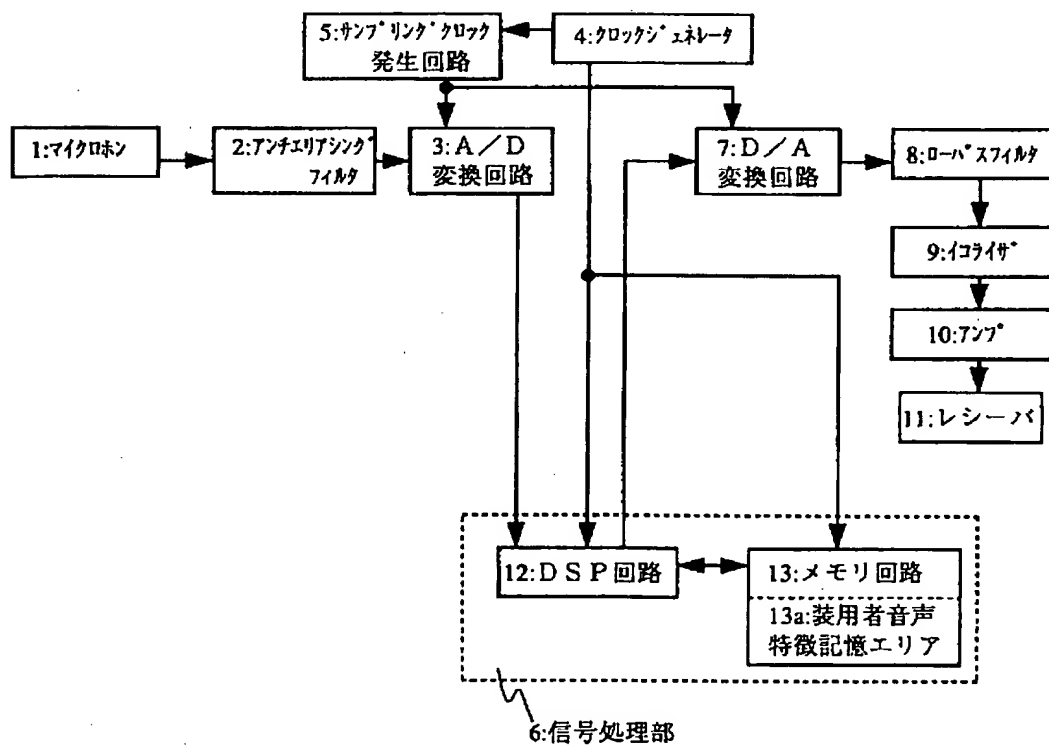 5:ｻﾝﾌﾟﾘﾝｸﾞｸﾛｯｸ
発生回路
4:ｸﾛｯｸｼﾞｪﾈﾚｰﾀ
1:ﾏｲｸﾛﾎﾝ
2:ｱﾝﾁｴﾘｱｼﾝｸﾞ
ﾌｨﾙﾀ
3:Ａ／Ｄ
変換回路
7:Ｄ／Ａ
変換回路
8:ﾛｰﾊﾟｽﾌｨﾙﾀ
9:ｲｺﾗｲｻﾞ
10:ｱﾝﾌﾟ
11:レシーバ
12:ＤＳＰ回路
13:メモリ回路
13a:装用者音声
特徴記憶エリア
6:信号処理部